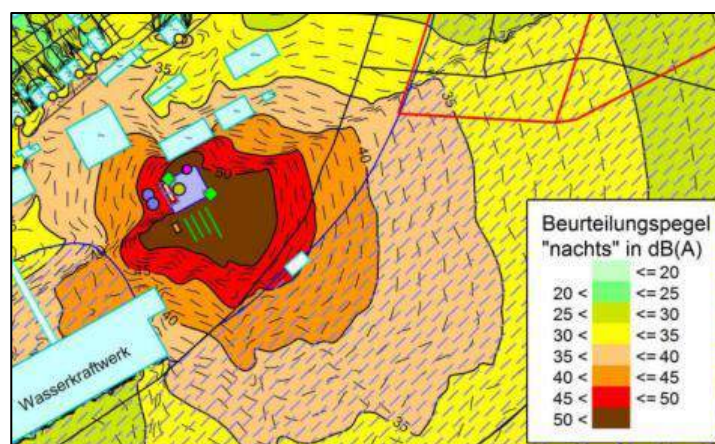 35
35
35
40
50
Beurteilungspegel
"nachts" in dB(A)
<= 20
20 < <= 25
25 < <= 30
30 < <= 35
35 < <= 40
40 < <= 45
45 < <= 50
50 <
45
40
Wasserkraftwerk
35